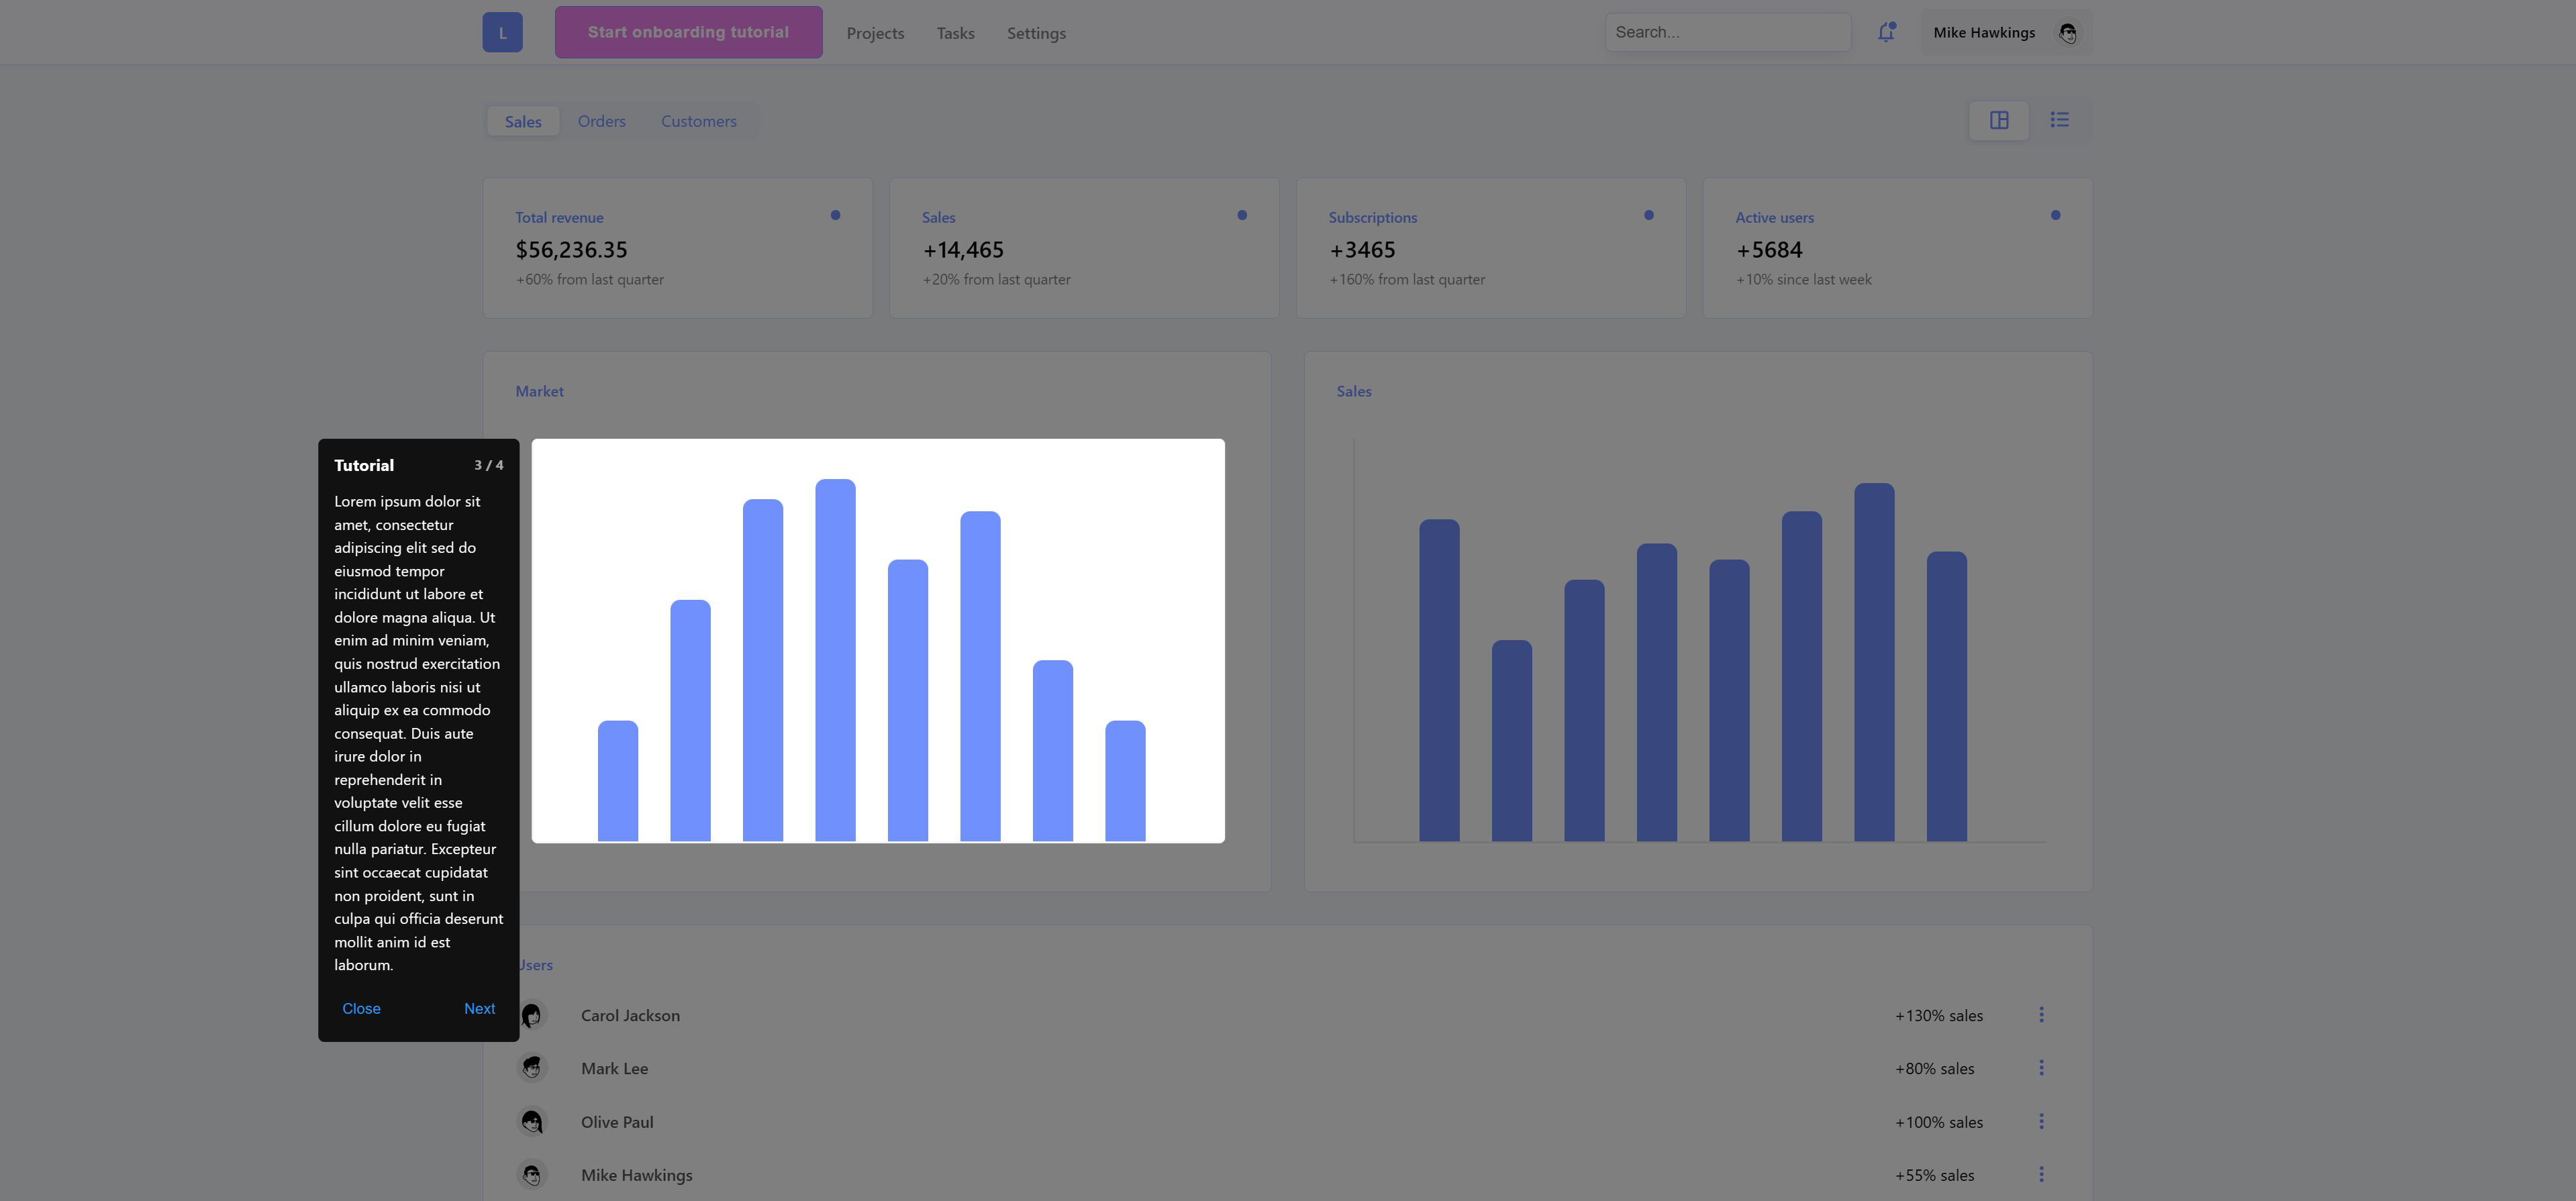 L
Start onboarding tutorial
Projects
Tasks
Settings
Search...
Mike Hawkings
Sales
Orders
Customers
Total revenue
$56,236.35
+60% from last quarter
Sales
+14,465
+20% from last quarter
Subscriptions
+3465
+160% from last quarter
Active users
+5684
+10% since last week
Market
Sales
Tutorial
3 / 4
Lorem ipsum dolor sit
amet, consectetur
adipiscing elit sed do
eiusmod tempor
incididunt ut labore et
dolore magna aliqua. Ut
enim ad minim veniam,
quis nostrud exercitation
ullamco laboris nisi ut
aliquip ex ea commodo
consequat. Duis aute
irure dolor in
reprehenderit in
voluptate velit esse
cillum dolore eu fugiat
nulla pariatur. Excepteur
sint occaecat cupidatat
non proident, sunt in
culpa qui officia deserunt
mollit anim id est
laborum.
Close
Next
Users
Carol Jackson
+130% sales
Mark Lee
+80% sales
Olive Paul
+100% sales
Mike Hawkings
+55% sales